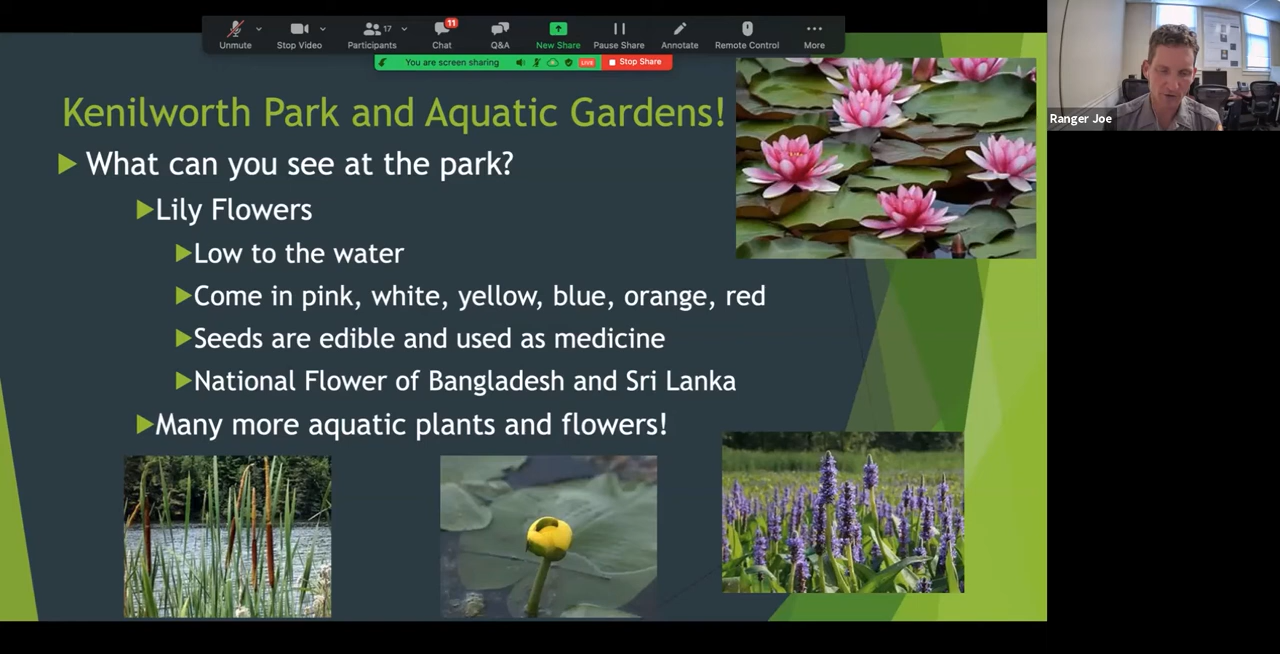 17
11
Unmute
Stop Video
Participants
Chat
Q&A
New Share
Pause Share
Annotate
Remote Control
More
You are screen sharing
LIVE
Stop Share
Ranger Joe
Kenilworth Park and Aquatic Gardens!
What can you see at the park?
Lily Flowers
Low to the water
Come in pink, white, yellow, blue, orange, red
Seeds are edible and used as medicine
National Flower of Bangladesh and Sri Lanka
Many more aquatic plants and flowers!